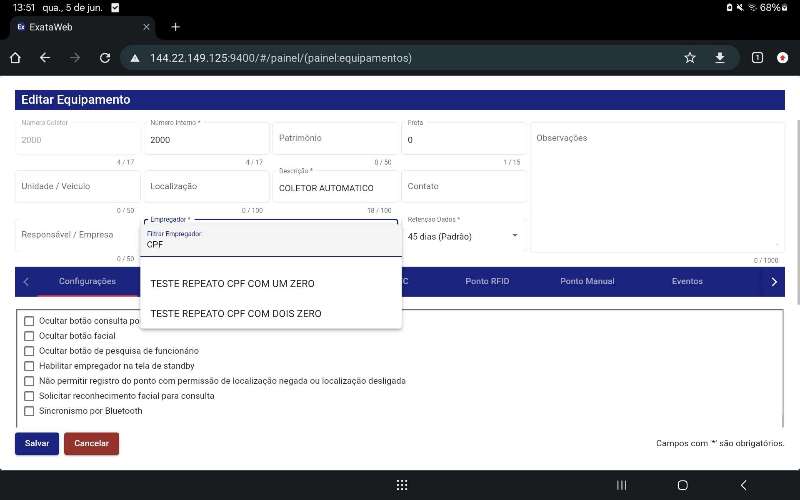 13:51 qua., 5 de jun. 68%
Ex ExataWeb
144.22.149.125:9400/#/painel/(painel:equipamentos)
1
Editar Equipamento
Número Coletor
2000
4 / 17
Número Interno *
2000
4 / 17
Patrimônio
0 / 50
Frota
0
1 / 15
Observações
Unidade / Veículo
0 / 50
Localização
0 / 100
Descrição *
COLETOR AUTOMATICO
18 / 100
Contato
Responsável / Empresa
0 / 50
Empregador *
Filtrar Empregador:
CPF
TESTE REPEATO CPF COM UM ZERO
TESTE REPEATO CPF COM DOIS ZERO
Retenção Dados *
45 dias (Padrão)
0 / 1000
Configurações
C
Ponto RFID
Ponto Manual
Eventos
Ocultar botão consulta po
Ocultar botão facial
Ocultar botão de pesquisa de funcionário
Habilitar empregador na tela de standby
Não permitir registro do ponto com permissão de localização negada ou localização desligada
Solicitar reconhecimento facial para consulta
Sincronismo por Bluetooth
Salvar
Cancelar
Campos com '*' são obrigatórios.